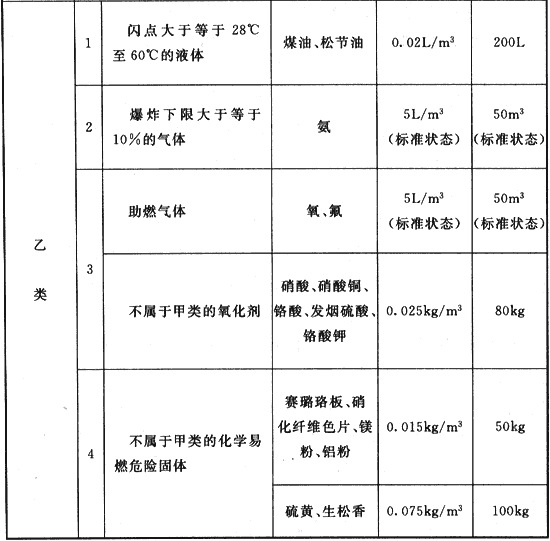 乙
类
1
闪点大于等于 28℃
至 60℃的液体
煤油、松节油
0.02L/m³
200L
2
爆炸下限大于等于
10%的气体
氨
5L/m³
(标准状态)
50m³
(标准状态)
3
助燃气体
氧、氟
5L/m³
(标准状态)
50m³
(标准状态)
不属于甲类的氧化剂
硝酸、硝酸铜、
铬酸、发烟硫酸、
铬酸钾
0.025kg/m³
80kg
4
不属于甲类的化学易
燃危险固体
赛璐珞板、硝
化纤维色片、镁
粉、铝粉
0.015kg/m³
50kg
硫黄、生松香
0.075kg/m³
100kg